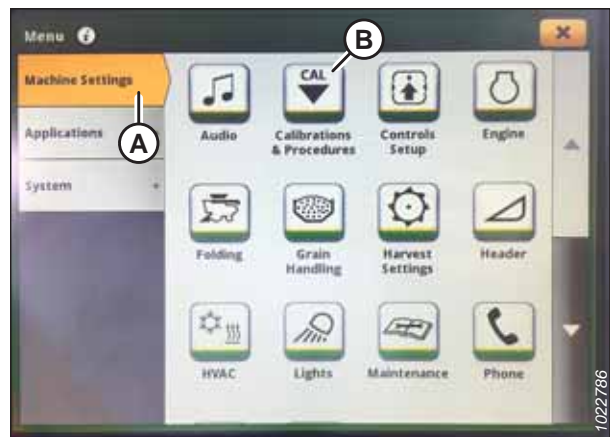 Menu i
B
Machine Settings
A
Applications
System
CAL
Audio
Calibrations
& Procedures
Controls
Setup
Engine
Folding
Grain
Handling
Harvest
Settings
Header
HVAC
Lights
Maintenance
Phone
1022786